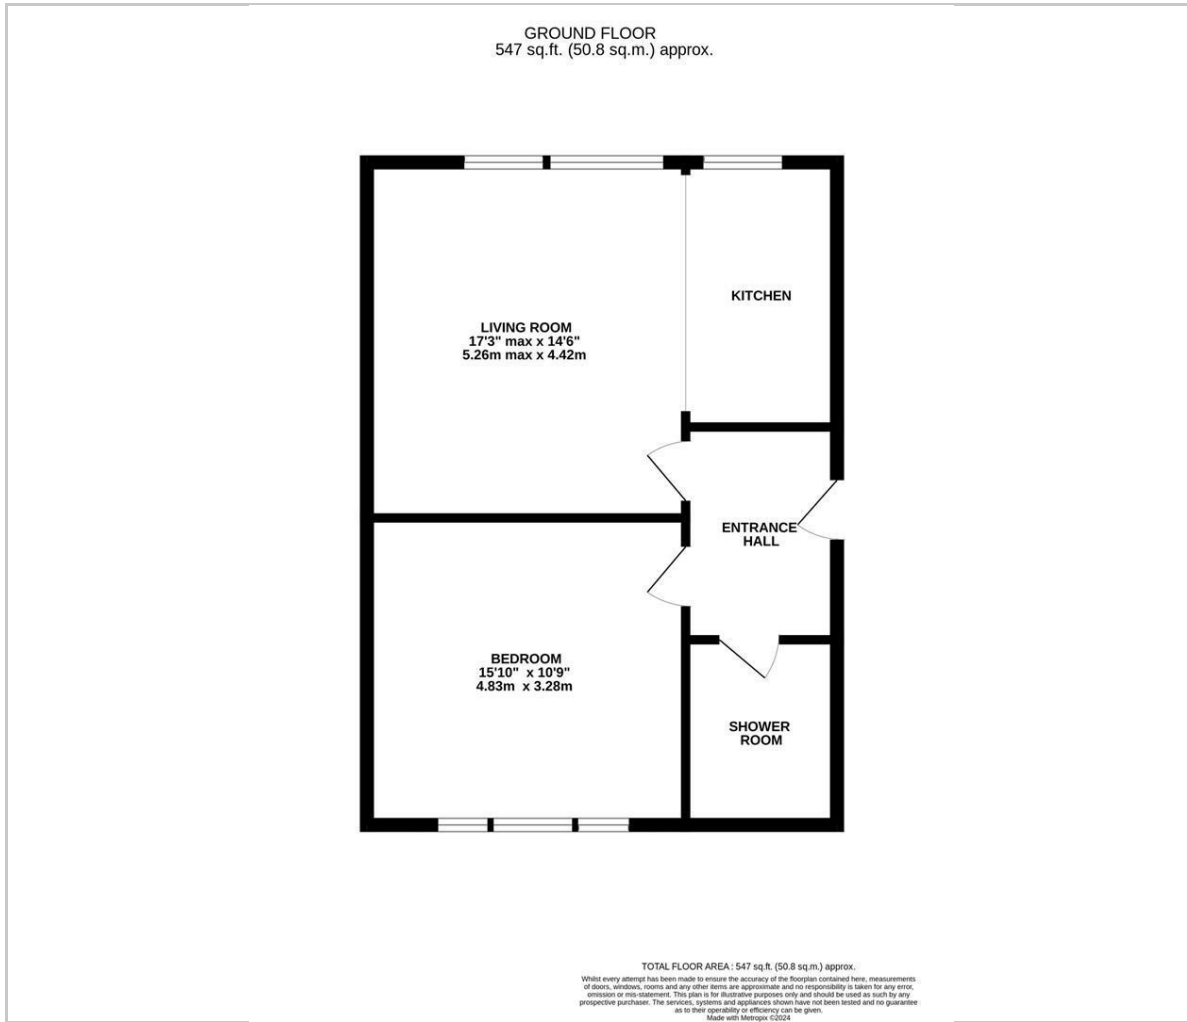 GROUND FLOOR
547 sq.ft. (50.8 sq.m.) approx.
KITCHEN
LIVING ROOM
17'3" max x 14'6"
5.26m max x 4.42m
ENTRANCE
HALL
BEDROOM
15'10" x 10'9"
4.83m x 3.28m
SHOWER
ROOM
TOTAL FLOOR AREA : 547 sq.ft. (50.8 sq.m.) approx.
Whilst every attempt has been made to ensure the accuracy of the floorplan contained here, measurements
of doors, windows, rooms and any other items are approximate and no responsibility is taken for any error,
omission or mis-statement. This plan is for illustrative purposes only and should be used as such by any
prospective purchaser. The services, systems and appliances shown have not been tested and no guarantee
as to their operability or efficiency can be given.
Made with Metropix ©2024